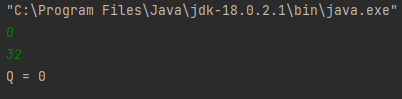 "C:\Program Files\Java\jdk-18.0.2.1\bin\java.exe"
0
32
Q = 0